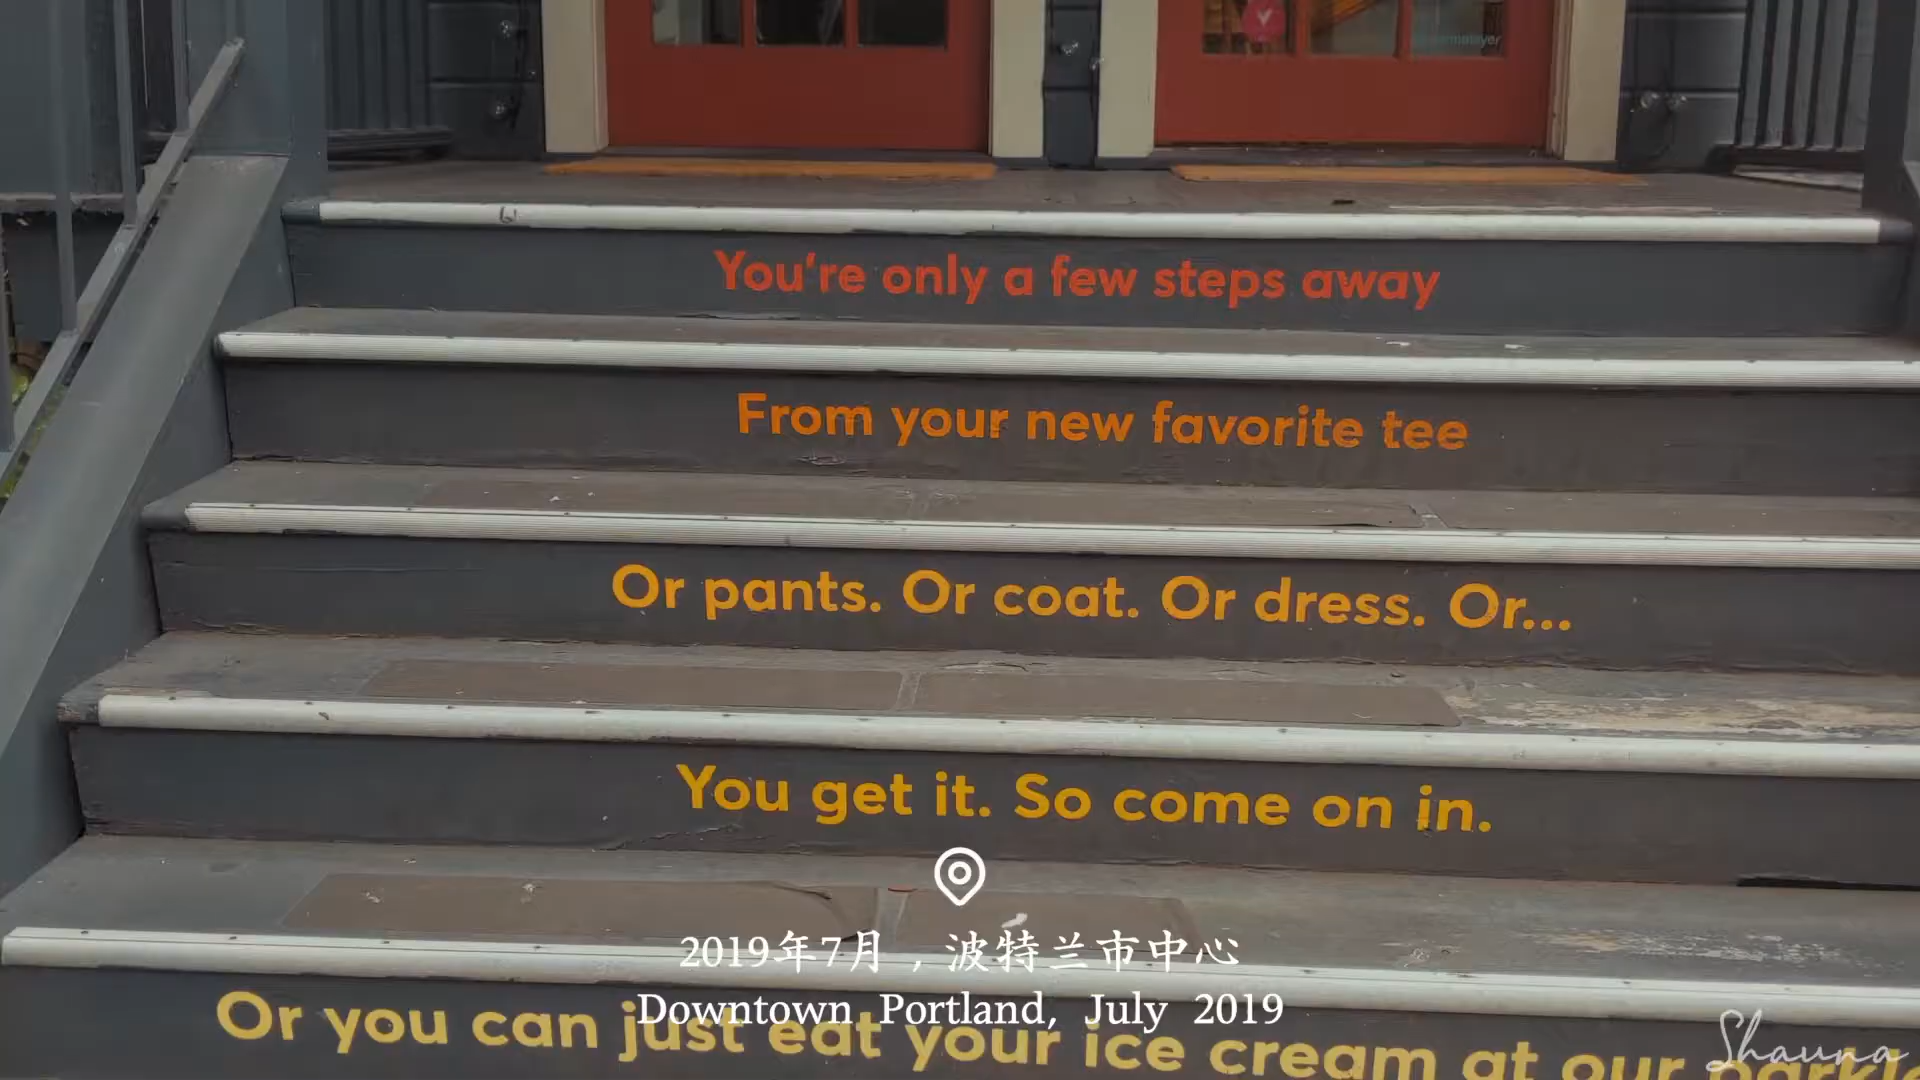 You're only a few steps away
From your new favorite tee
Or pants. Or coat. Or dress. Or...
You get it. So come on in.
2019年7月，波特兰市中心
Downtown Portland, July 2019
Or you can just eat your ice cream at our
Shauna